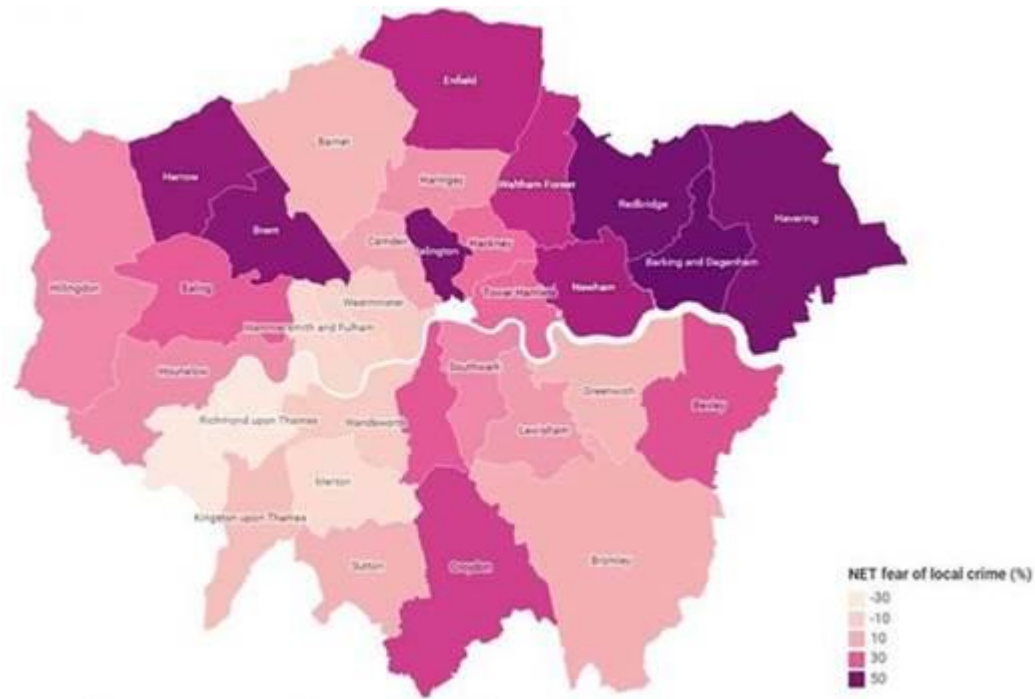 Enfield
Barnet
Harrow
Haringey
Waltham Forest
Redbridge
Havering
Brent
Camden
Islington
Hackney
Barking and Dagenham
Hillingdon
Ealing
Tower Hamlets
Newham
Westminster
Hammersmith and Fulham
Hounslow
Southwark
Greenwich
Bexley
Richmond upon Thames
Wandsworth
Lewisham
Merton
Kingston upon Thames
Sutton
Croydon
Bromley
NET fear of local crime (%)
-30
-10
10
30
50